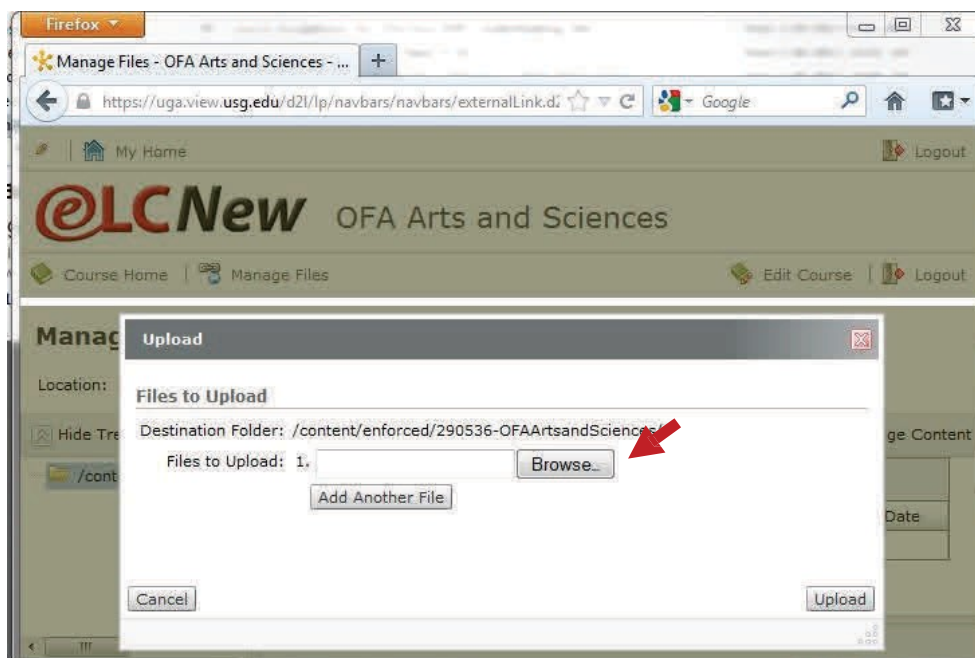 Firefox
Manage Files - OFA Arts and Sciences - ... +
https://uga.view.usg.edu/d2l/lp/navbars/navbars/externalLink.d2 Google
My Home Logout
@LC New OFA Arts and Sciences
Course Home | Manage Files Edit Course | Logout
Manag
Upload
Location:
Files to Upload
Hide Tre
Destination Folder: /content/enforced/290536-OFAArtsandSciences/
ge Content
Files to Upload: 1. Browse...
/cont
Add Another File
Date
Cancel Upload